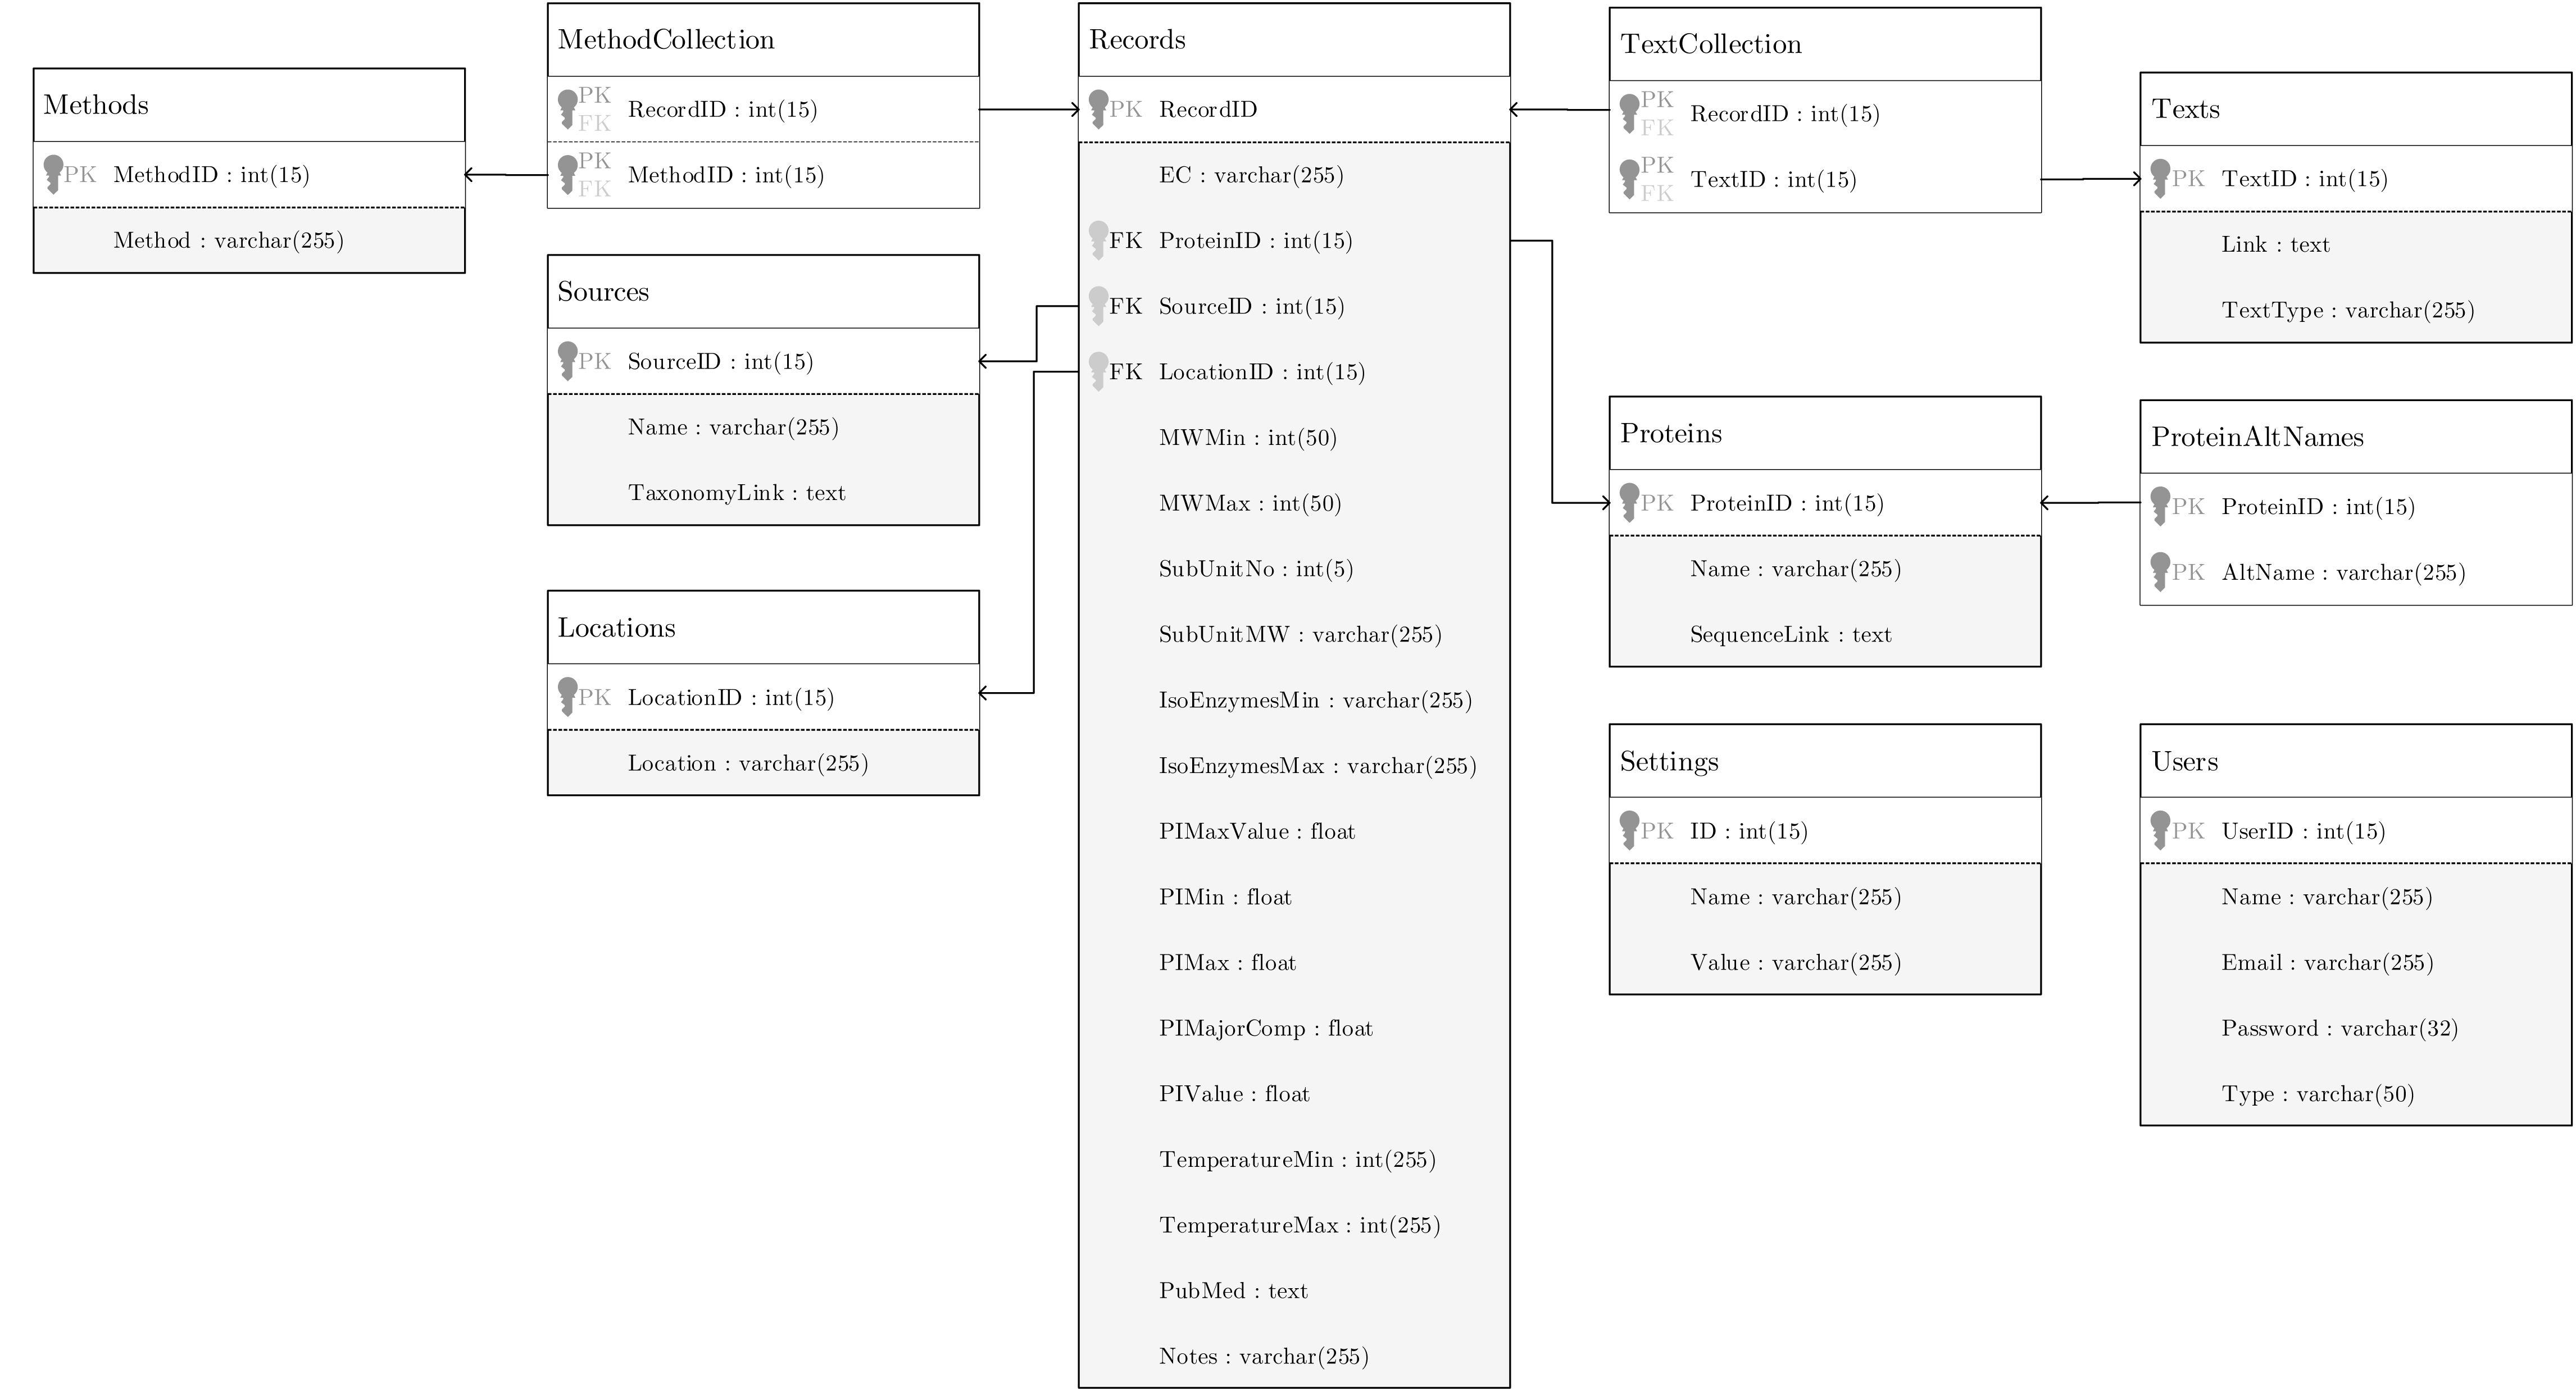 Methods
PK MethodID : int(15)
Method : varchar(255)
MethodCollection
PK
FK
RecordID : int(15)
PK
FK
MethodID : int(15)
Sources
PK SourceID : int(15)
Name : varchar(255)
TaxonomyLink : text
Locations
PK LocationID : int(15)
Location : varchar(255)
Records
PK RecordID
EC : varchar(255)
FK ProteinID : int(15)
FK SourceID : int(15)
FK LocationID : int(15)
MWMin : int(50)
MWMax : int(50)
SubUnitNo : int(5)
SubUnitMW : varchar(255)
IsoEnzymesMin : varchar(255)
IsoEnzymesMax : varchar(255)
PIMaxValue : float
PIMin : float
PIMax : float
PIMajorComp : float
PIValue : float
TemperatureMin : int(255)
TemperatureMax : int(255)
PubMed : text
Notes : varchar(255)
TextCollection
PK
FK
RecordID : int(15)
PK
FK
TextID : int(15)
Texts
PK TextID : int(15)
Link : text
TextType : varchar(255)
Proteins
PK ProteinID : int(15)
Name : varchar(255)
SequenceLink : text
ProteinAltNames
PK ProteinID : int(15)
PK AltName : varchar(255)
Settings
PK ID : int(15)
Name : varchar(255)
Value : varchar(255)
Users
PK UserID : int(15)
Name : varchar(255)
Email : varchar(255)
Password : varchar(32)
Type : varchar(50)